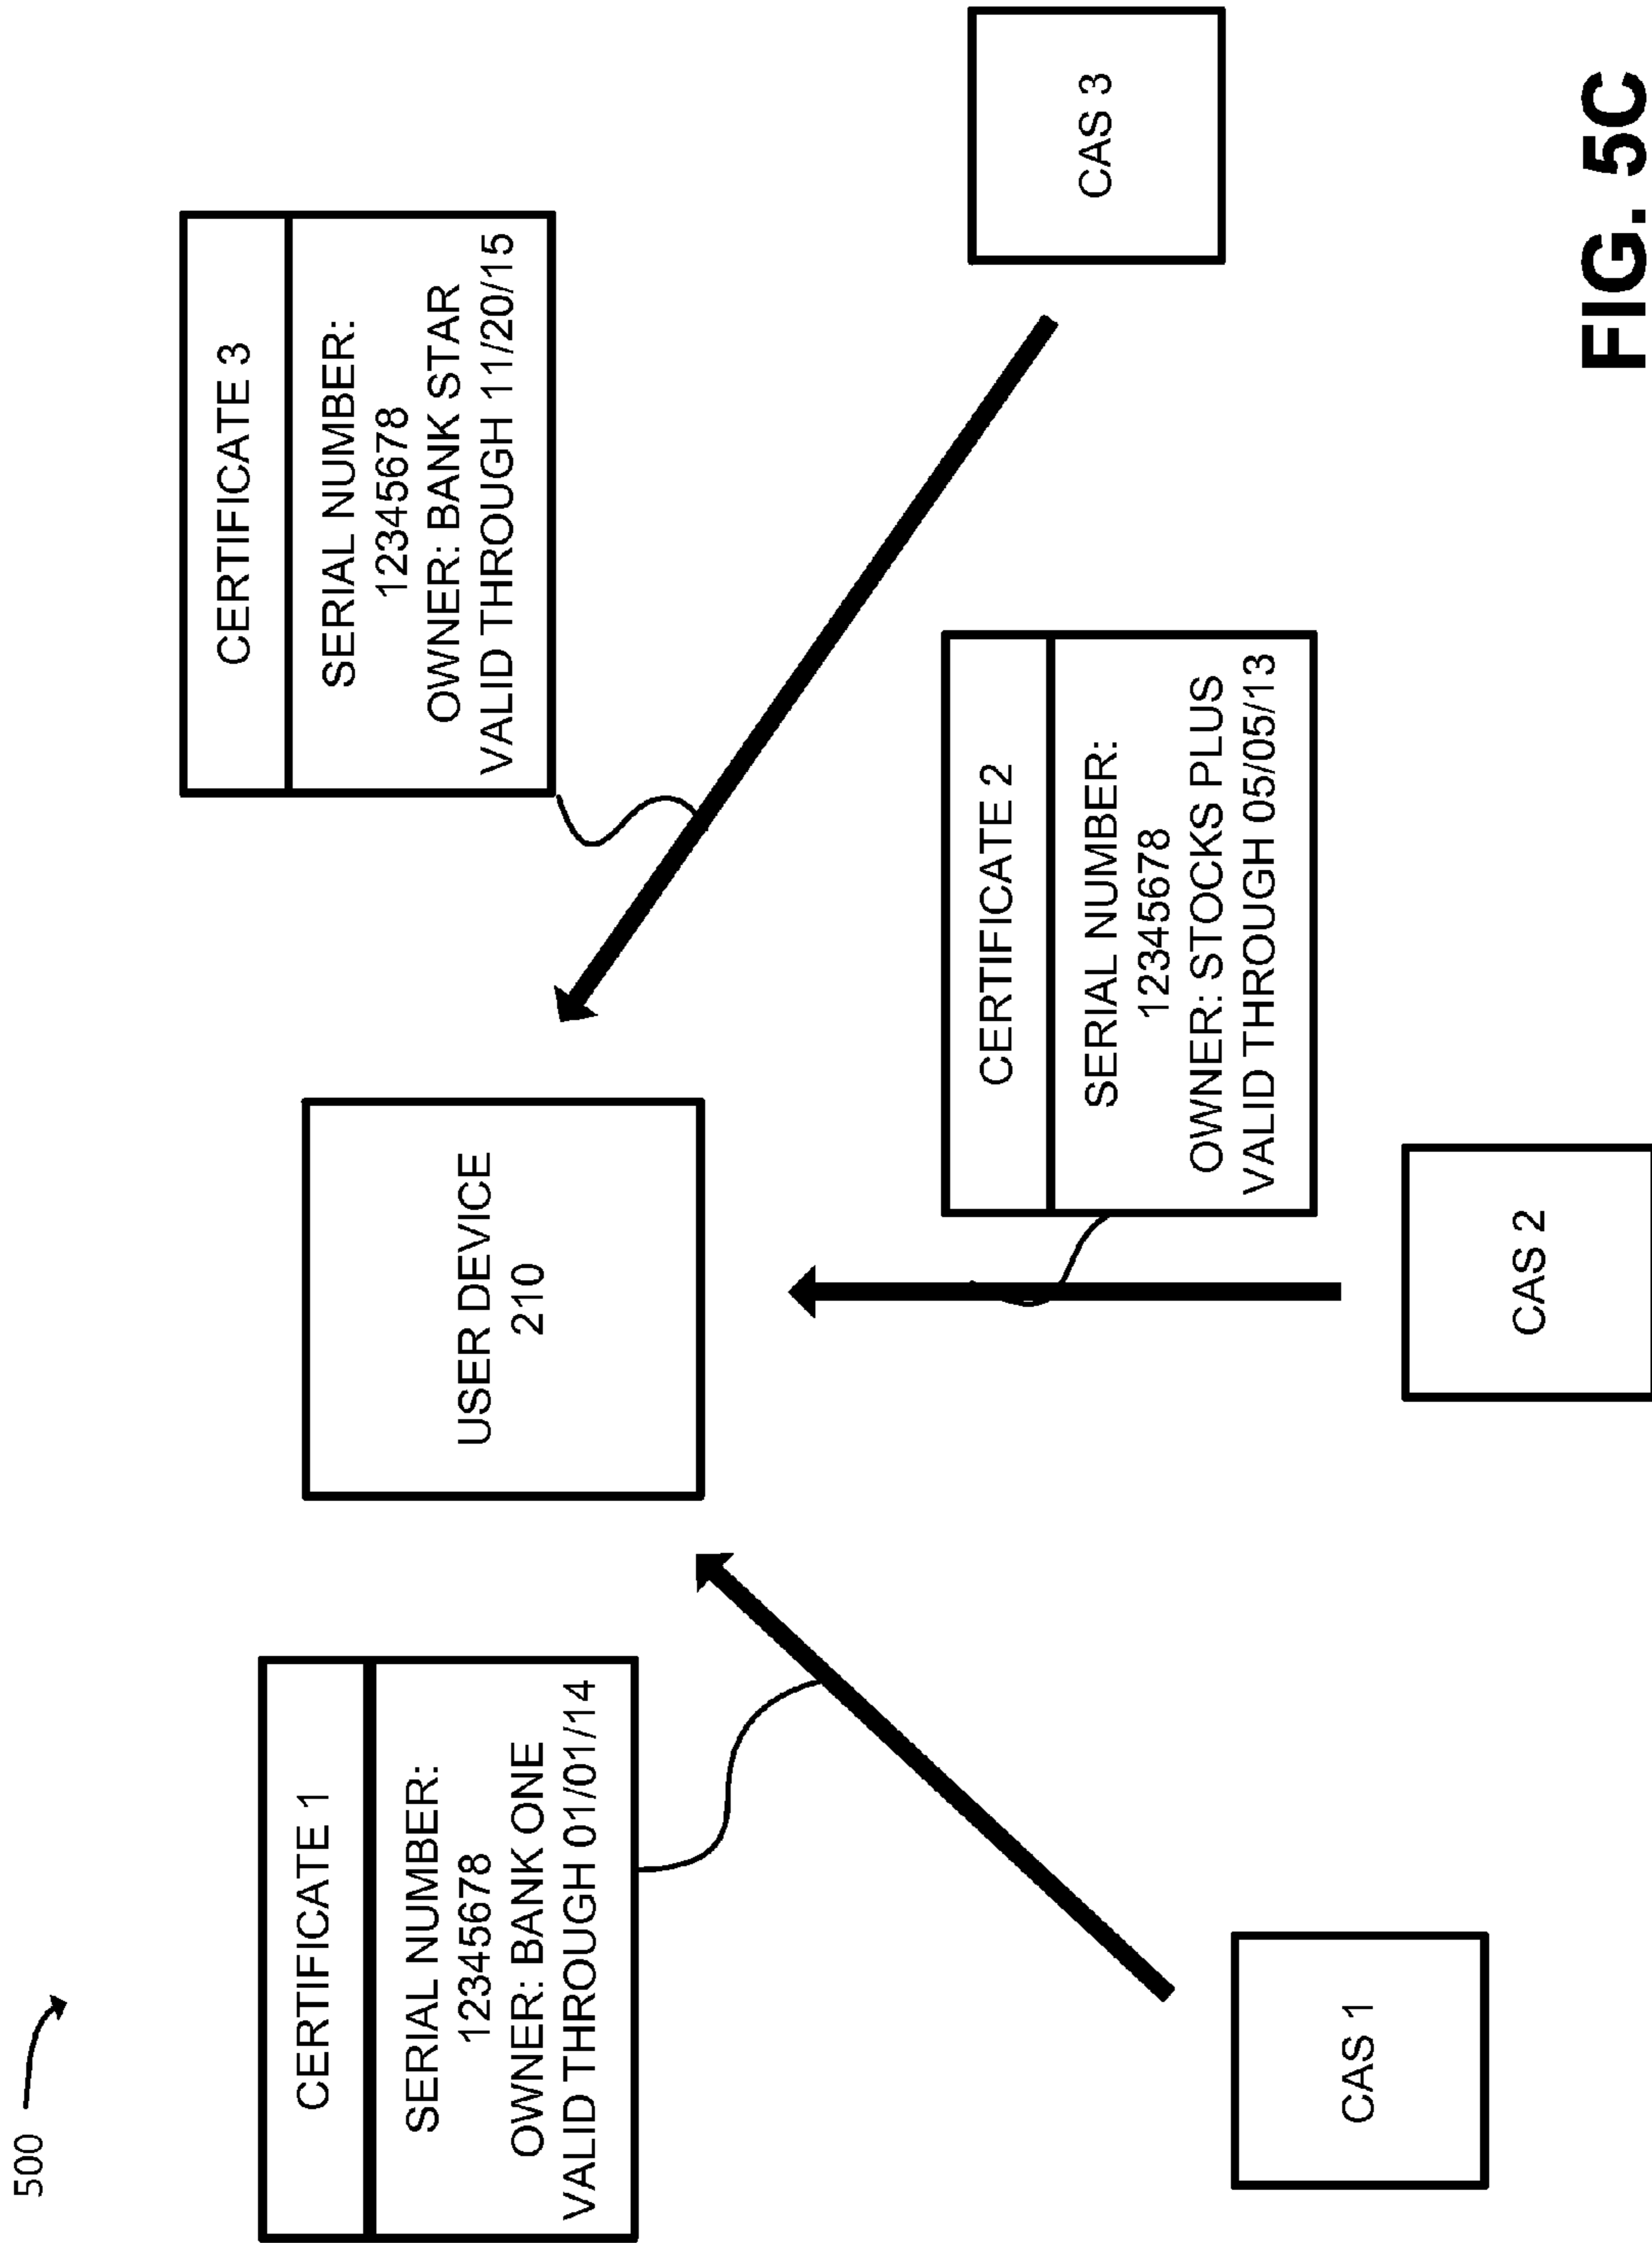 500
CERTIFICATE 1
SERIAL NUMBER:
12345678
OWNER: BANK ONE
VALID THROUGH 01/01/14
USER DEVICE
210
CERTIFICATE 3
SERIAL NUMBER:
12345678
OWNER: BANK STAR
VALID THROUGH 11/20/15
CERTIFICATE 2
SERIAL NUMBER:
12345678
OWNER: STOCKS PLUS
VALID THROUGH 05/05/13
CAS 1
CAS 2
CAS 3
FIG. 5C